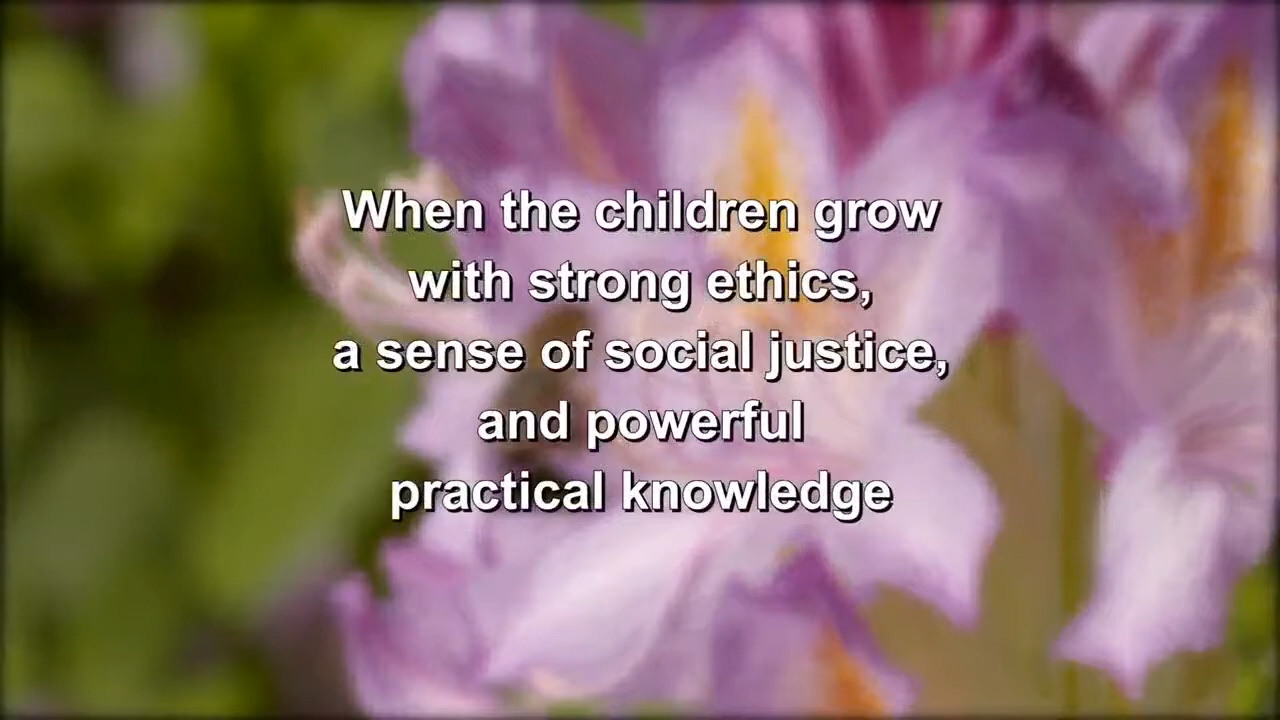 When the children grow
with strong ethics,
a sense of social justice,
and powerful
practical knowledge